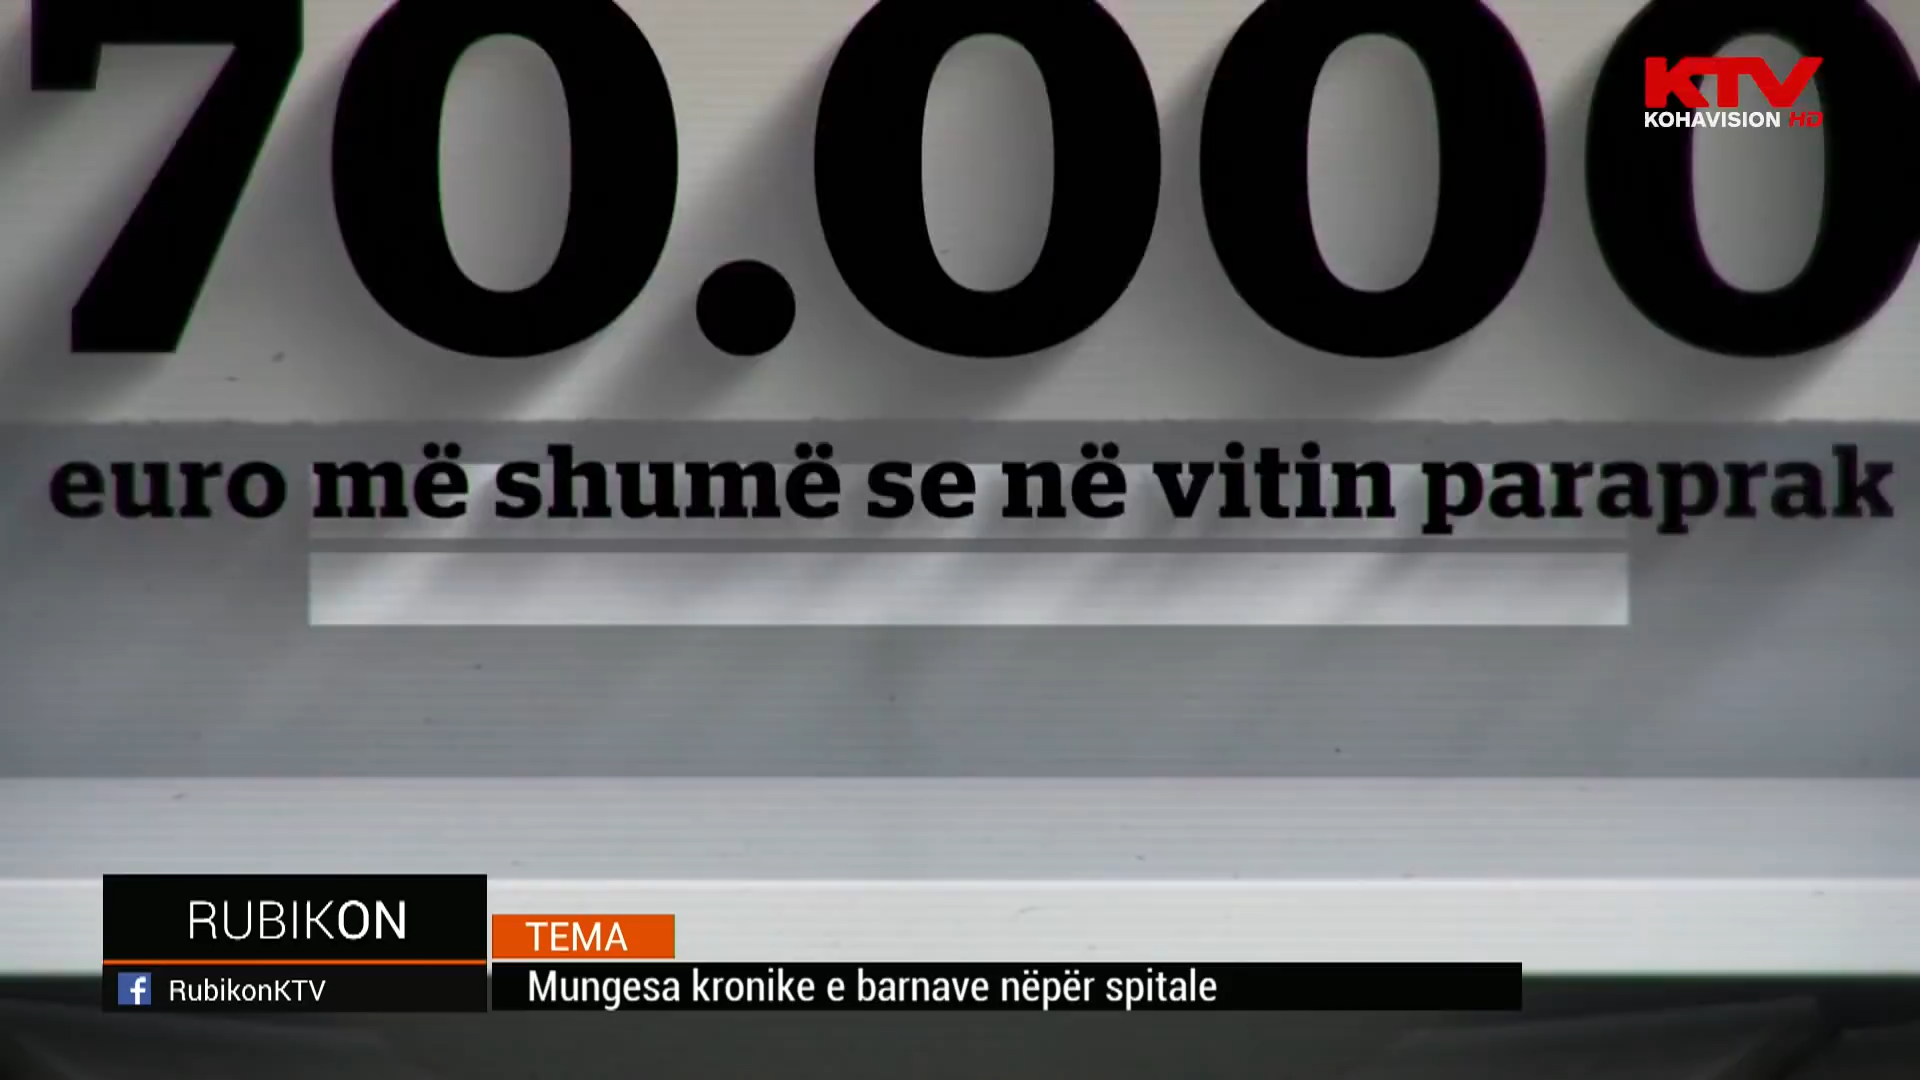 70.000
KTV
KOHAVISION HD
euro më shumë se në vitin paraprak
RUBIKON
TEMA
RubikonKTV
Mungesa kronike e barnave nëpër spitale